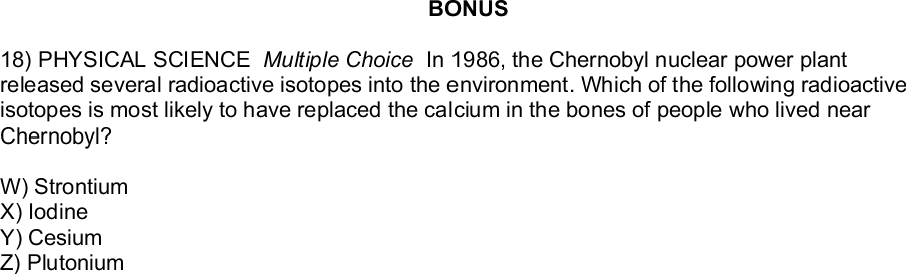 BONUS
18) PHYSICAL SCIENCE Multiple Choice In 1986, the Chernobyl nuclear power plant
released several radioactive isotopes into the environment. Which of the following radioactive
isotopes is most likely to have replaced the calcium in the bones of people who lived near
Chernobyl?
W) Strontium
X) Iodine
Y) Cesium
Z) Plutonium